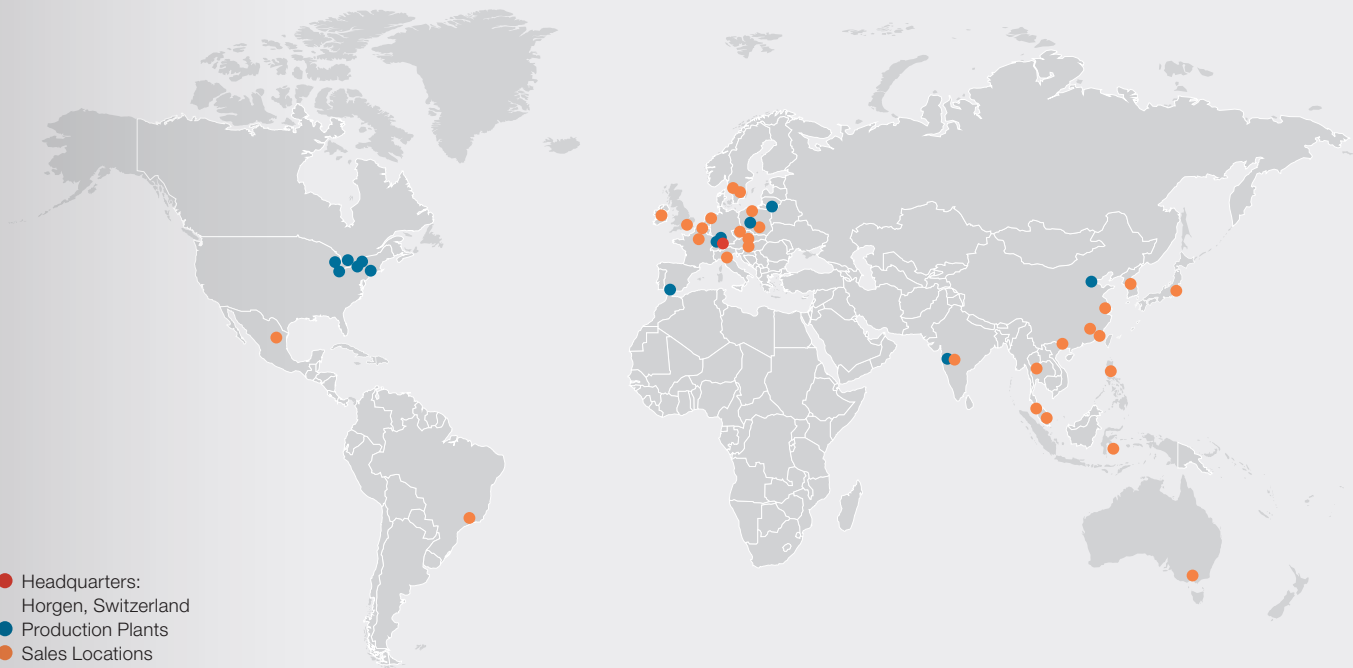 Headquarters:
Horgen, Switzerland
Production Plants
Sales Locations